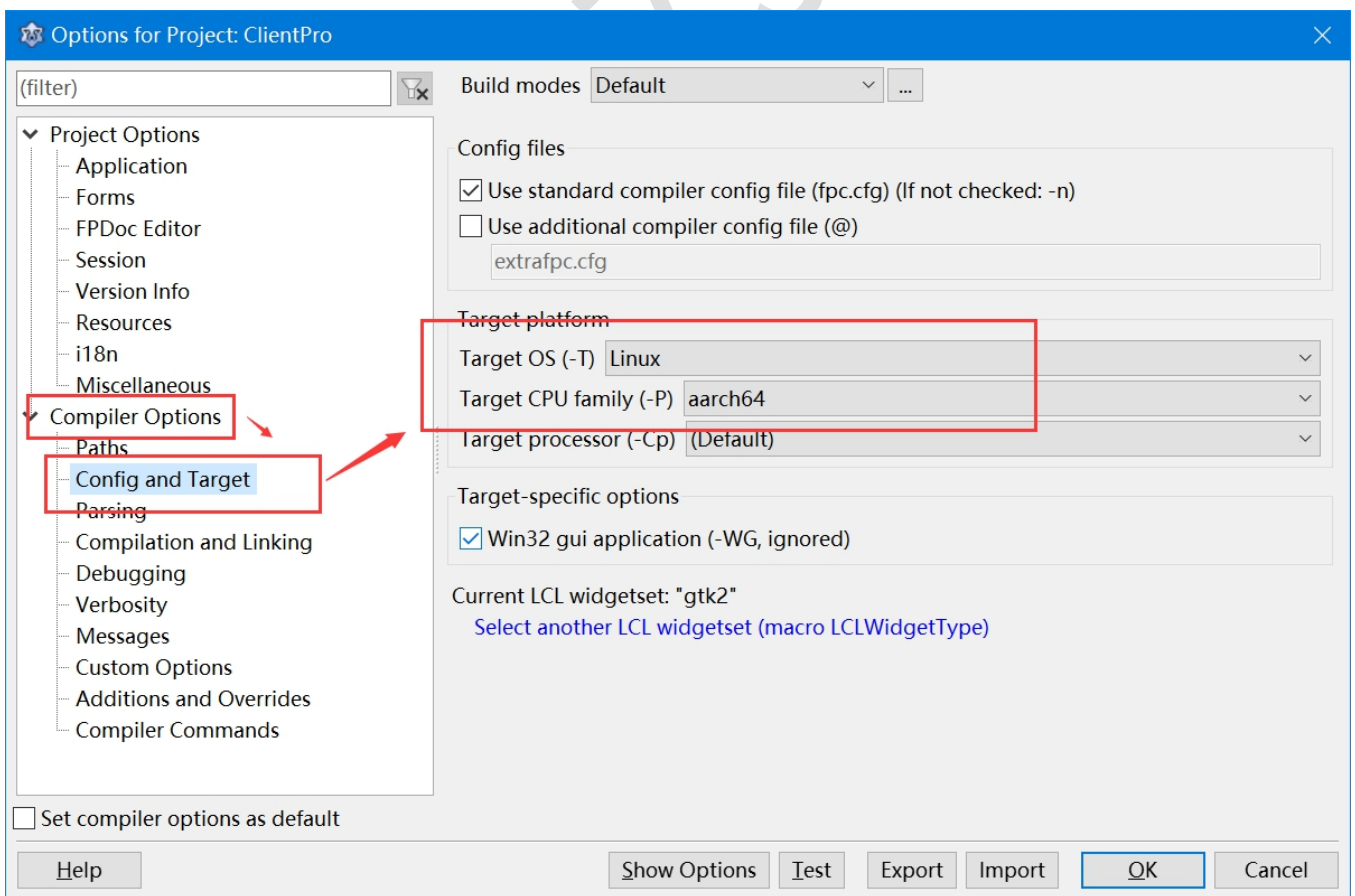 Options for Project: ClientPro
(filter)
Build modes Default ...
Project Options
Application
Forms
FPDoc Editor
Session
Version Info
Resources
i18n
Miscellaneous
Compiler Options
Paths
Config and Target
Parsing
Compilation and Linking
Debugging
Verbosity
Messages
Custom Options
Additions and Overrides
Compiler Commands
Config files
Use standard compiler config file (fpc.cfg) (If not checked: -n)
Use additional compiler config file (@)
extrafpc.cfg
Target platform
Target OS (-T) Linux
Target CPU family (-P) aarch64
Target processor (-Cp) (Default)
Target-specific options
Win32 gui application (-WG, ignored)
Current LCL widgetset: "gtk2"
Select another LCL widgetset (macro LCLWidgetType)
Set compiler options as default
Help Show Options Test Export Import OK Cancel